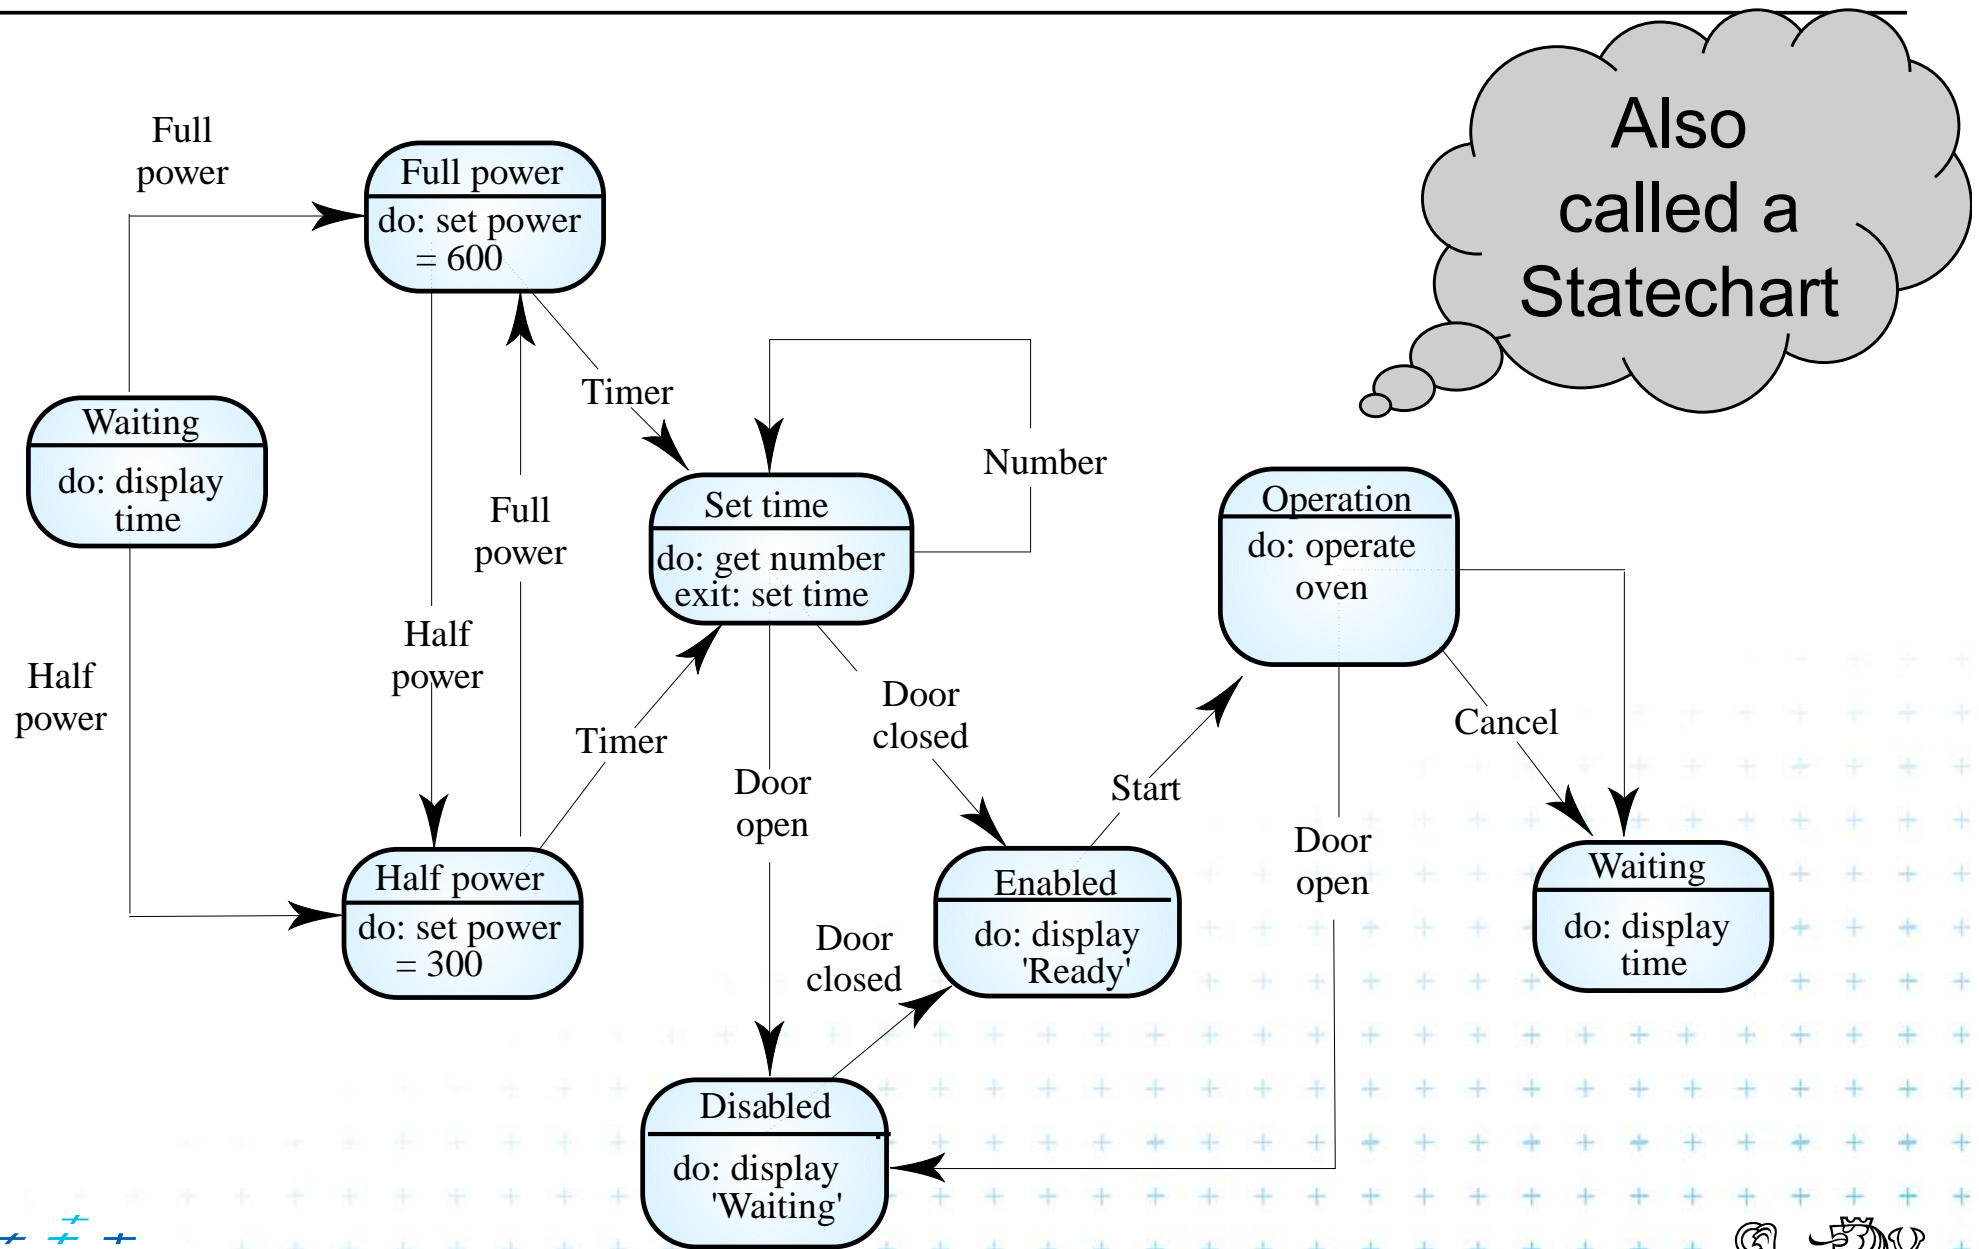 Also
called a
Statechart
Full
power
Full power
do: set power
= 600
Timer
Waiting
do: display
time
Number
Full
power
Set time
do: get number
exit: set time
Operation
do: operate
oven
Half
power
Half
power
Timer
Door
closed
Cancel
Door
open
Start
Door
open
Half power
do: set power
= 300
Enabled
do: display
'Ready'
Waiting
do: display
time
Door
closed
Disabled
do: display
'Waiting'